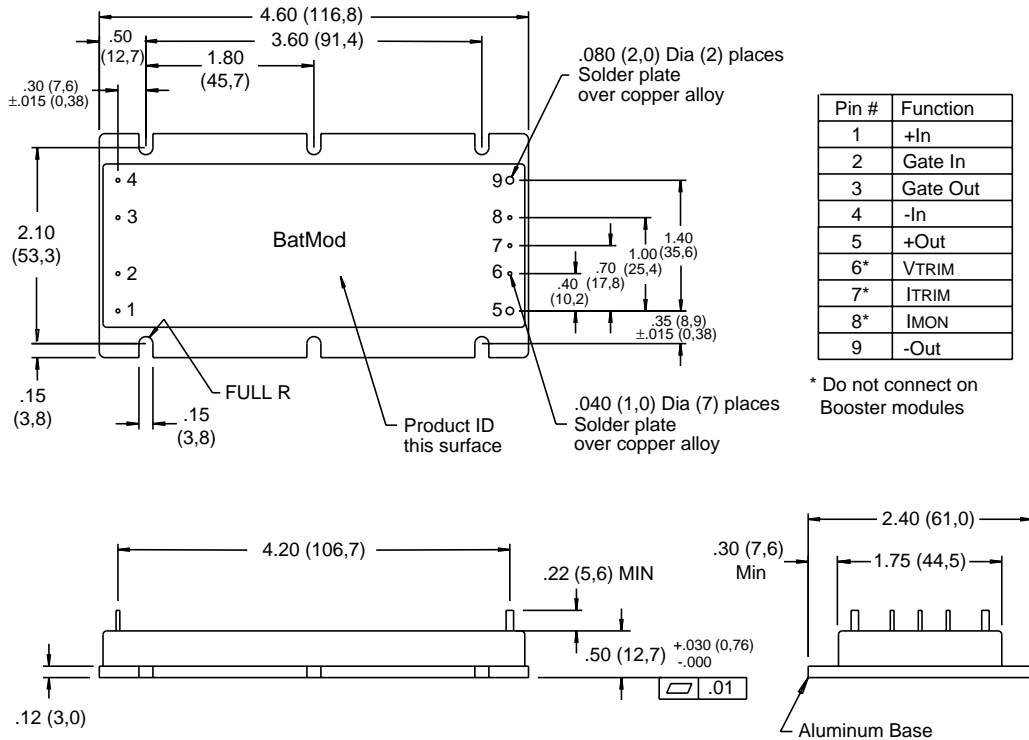 4.60 (116,8)
.50
(12,7)
3.60 (91,4)
1.80
(45,7)
.30 (7,6)
±.015 (0,38)
.080 (2,0) Dia (2) places
Solder plate
over copper alloy
4
3
2
1
BatMod
9
8
7
6
5
2.10
(53,3)
1.40
(35,6)
1.00
(25,4)
.70
(17,8)
.40
(10,2)
.35 (8,9)
±.015 (0,38)
.15
(3,8)
.15
(3,8)
FULL R
Product ID
this surface
.040 (1,0) Dia (7) places
Solder plate
over copper alloy
Pin # Function
1 +In
2 Gate In
3 Gate Out
4 -In
5 +Out
6* VTRIM
7* ITRIM
8* IMON
9 -Out
* Do not connect on
Booster modules
4.20 (106,7)
.22 (5,6) MIN
.50 (12,7) +.030 (0,76)
-.000
.01
.12 (3,0)
2.40 (61,0)
.30 (7,6)
Min
1.75 (44,5)
Aluminum Base